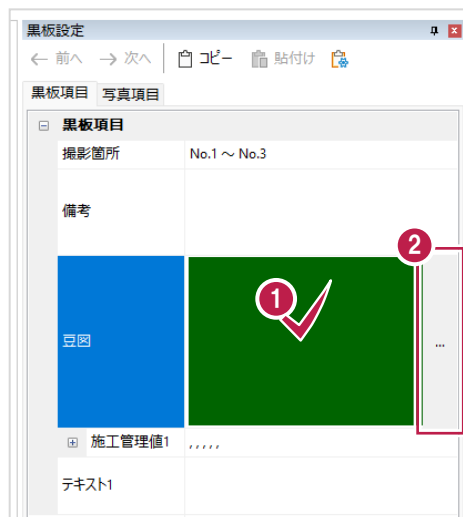 黒板設定
← 前へ → 次へ コピー 貼付け
黒板項目 写真項目
黒板項目
撮影箇所 No.1 ～ No.3
備考
2
1
豆図 ...
施工管理値1 , , , , ,
テキスト1